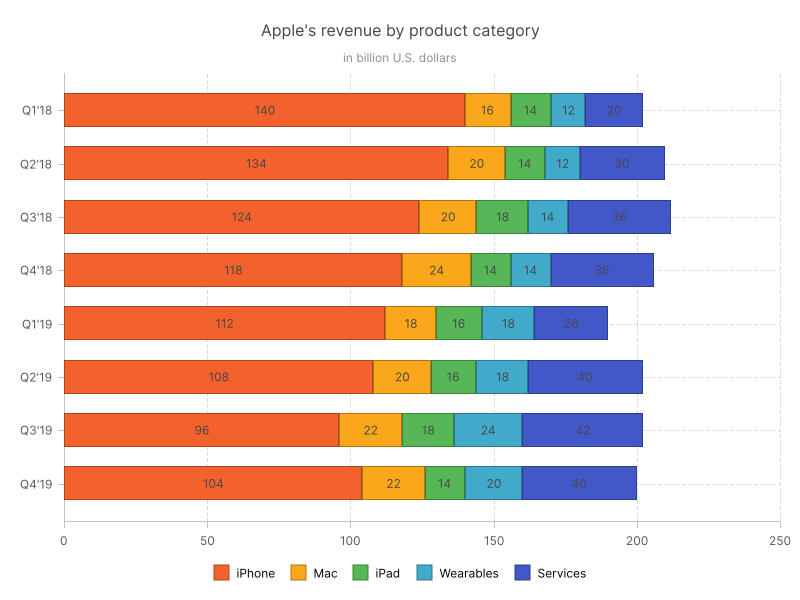 Apple's revenue by product category
in billion U.S. dollars
Q1'18 140 16 14 12 20
Q2'18 134 20 14 12 30
Q3'18 124 20 18 14 36
Q4'18 118 24 14 14 36
Q1'19 112 18 16 18 26
Q2'19 108 20 16 18 40
Q3'19 96 22 18 24 42
Q4'19 104 22 14 20 40
0 50 100 150 200 250
iPhone Mac iPad Wearables Services